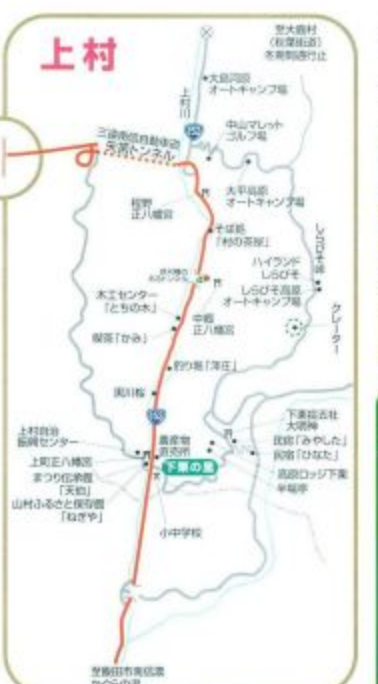 上村
至大鹿村
(秋葉街道)
冬期間通行止
大島河原
オートキャンプ場
上村川
152
中山マレット
ゴルフ場
三遠南信自動車道
矢筈トンネル
大平高原
オートキャンプ場
程野
正八幡宮
そば処
「村の茶屋」
ハイランド
しらびそ
しらびそ高原
オートキャンプ場
しらびそ峠
クレーター
木工センター
「とちの木」
中郷
正八幡宮
喫茶「かみ」
釣り堀「洋庄」
152
上村自治
振興センター
農産物
直売所
下栗の里
下栗拾五社
大明神
民宿「みやした」
民宿「ひなた」
高原ロッジ下栗
半場亭
上町正八幡宮
まつり伝承館
「天伯」
山村ふるさと保存館
「ねぎや」
小中学校
至飯田市南信濃